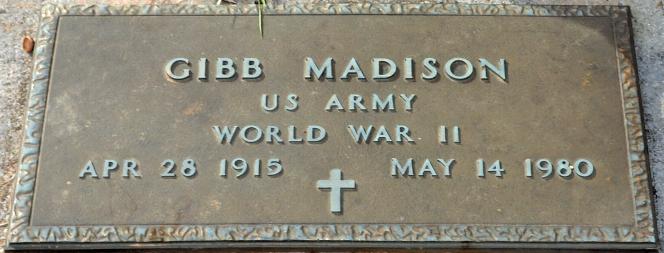 GIBB MADISON
US ARMY
WORLD WAR II
APR 28 1915 MAY 14 1980